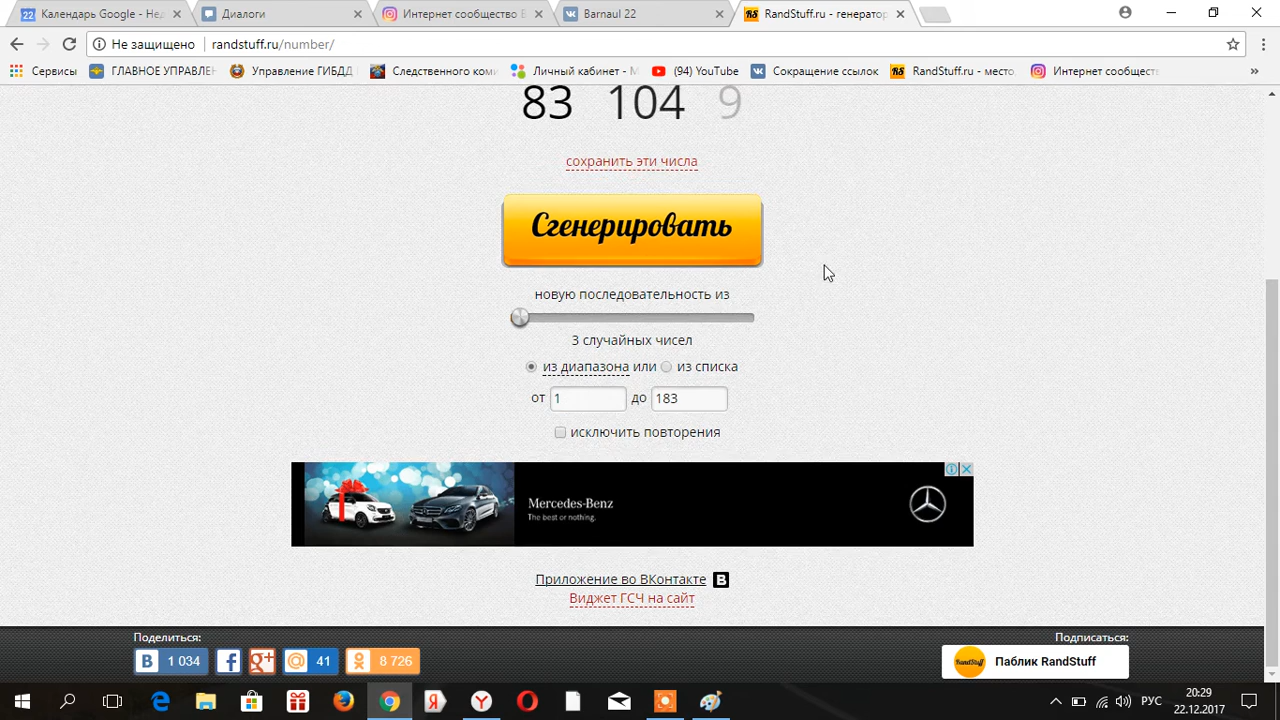 Календарь Google - Нед
Диалоги
Интернет сообщество В
Barnaul 22
RandStuff.ru - генератор
Не защищено
randstuff.ru/number/
Сервисы
ГЛАВНОЕ УПРАВЛЕН
Управление ГИБДД
Следственного коми
Личный кабинет - М
(94) YouTube
Сокращение ссылок
RandStuff.ru - место
Интернет сообществ
83 104 9
сохранить эти числа
Сгенерировать
новую последовательность из
3 случайных чисел
из диапазона или из списка
от 1 до 183
исключить повторения
Mercedes-Benz
The best or nothing.
Приложение во ВКонтакте В
Виджет ГСЧ на сайт
Поделиться:
Подписаться:
1 034
41
8 726
RandStuff
Паблик RandStuff
РУС
20:29
22.12.2017